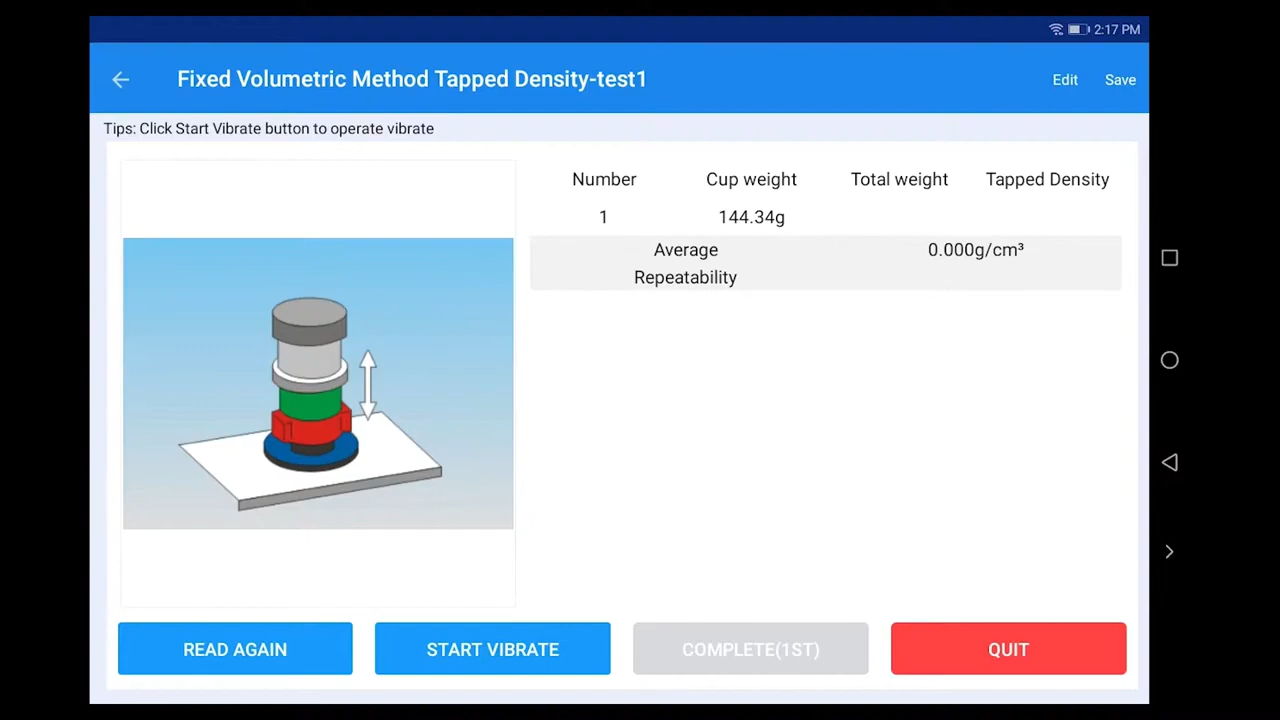 2:17 PM
Fixed Volumetric Method Tapped Density-test1
Edit
Save
Tips: Click Start Vibrate button to operate vibrate
Number Cup weight Total weight Tapped Density
1 144.34g
Average 0.000g/cm³
Repeatability
READ AGAIN
START VIBRATE
COMPLETE(1ST)
QUIT